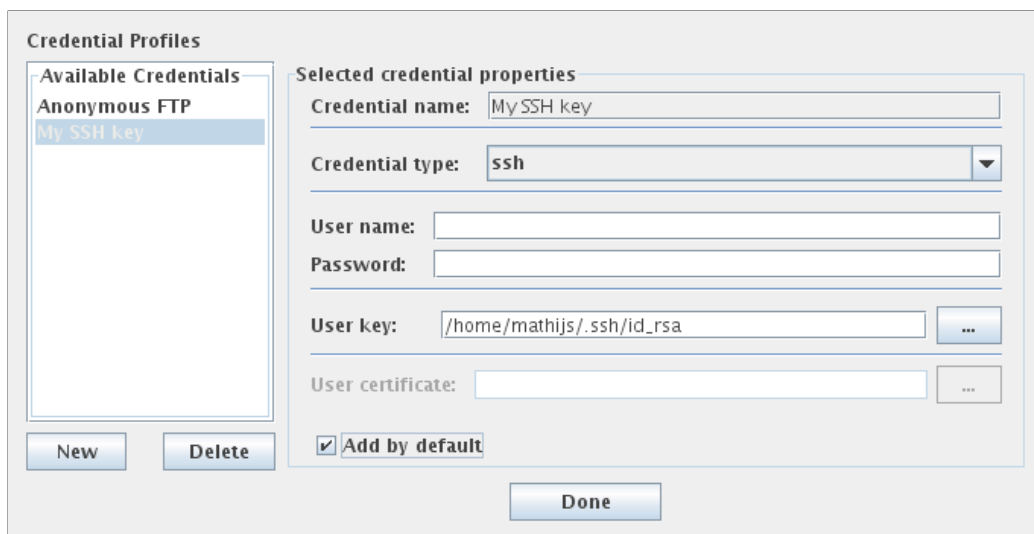 Credential Profiles
Available Credentials
Anonymous FTP
My SSH key
New
Delete
Selected credential properties
Credential name: My SSH key
Credential type: ssh
User name:
Password:
User key: /home/mathijs/.ssh/id_rsa ...
User certificate: ...
Add by default
Done